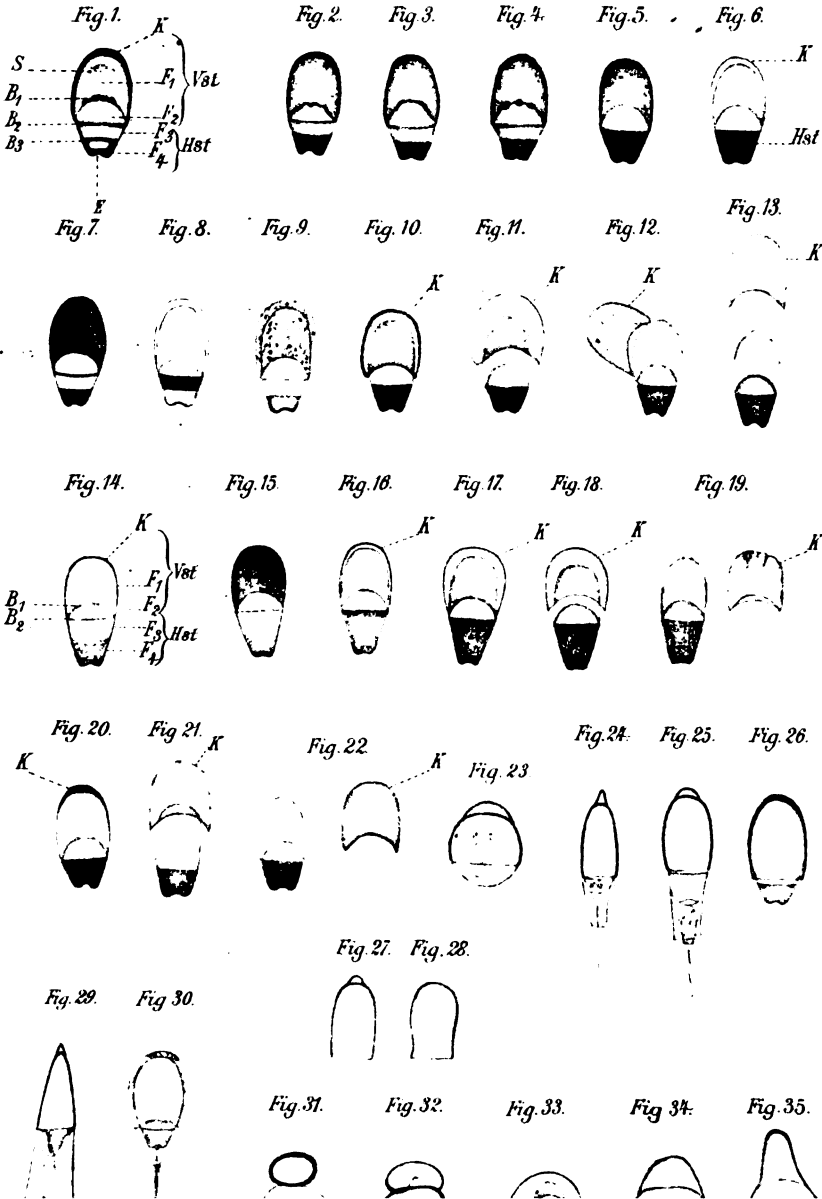 Fig. 1. Fig. 2. Fig. 3. Fig. 4. Fig. 5. Fig. 6.
K
S F1 Vst K
B1
B2 F2
B3 F3 Hst Hst
F4
E
Fig. 7. Fig. 8. Fig. 9. Fig. 10. Fig. 11. Fig. 12. Fig. 13.
K K K K
Fig. 14. Fig. 15. Fig. 16. Fig. 17. Fig. 18. Fig. 19.
K K K K K
Vst
F1
B1 F2
B2 F3 Hst
F4
Fig. 20. Fig. 21. Fig. 22. Fig. 23 Fig. 24. Fig. 25. Fig. 26.
K K K
Fig. 27. Fig. 28.
Fig. 29. Fig 30.
Fig. 31. Fig. 32. Fig. 33. Fig 34. Fig. 35.